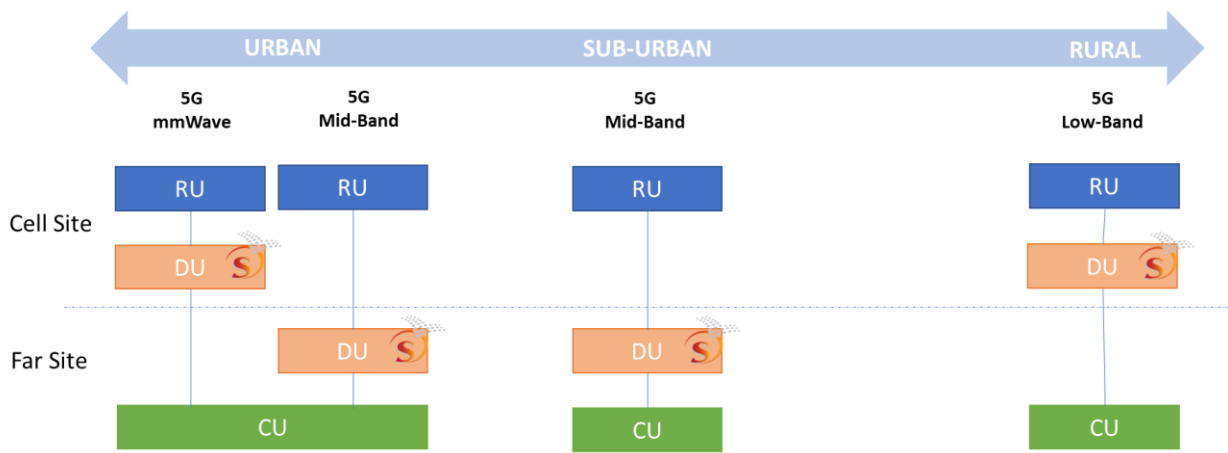 URBAN SUB-URBAN RURAL
5G 5G 5G 5G
mmWave Mid-Band Mid-Band Low-Band
RU RU RU RU
Cell Site
DU S DU S
DU S DU S
Far Site
CU CU CU